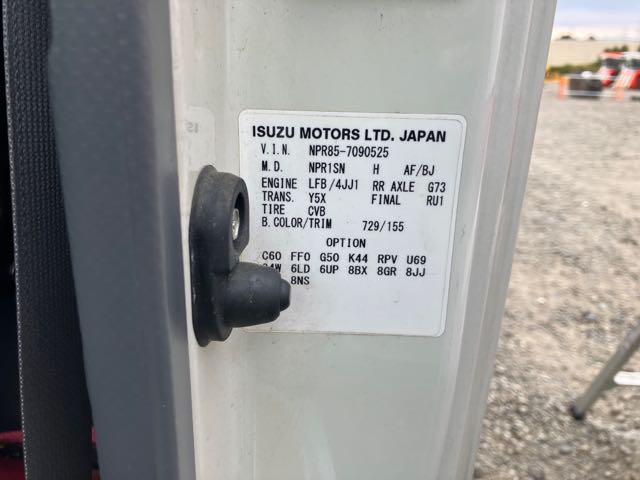 ISUZU MOTORS LTD. JAPAN
V.I.N. NPR85-7090525
M.D. NPR1SN H AF/BJ
ENGINE LFB/4JJ1 RR AXLE G73
TRANS. Y5X FINAL RU1
TIRE CVB
B.COLOR/TRIM 729/155
OPTION
C60 FFO G50 K44 RPV U69
6LD 6UP 8BX 8GR 8JJ
8NS